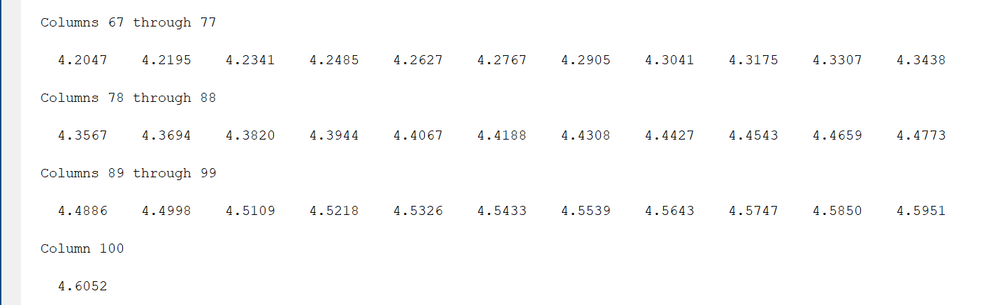 Columns 67 through 77
4.2047 4.2195 4.2341 4.2485 4.2627 4.2767 4.2905 4.3041 4.3175 4.3307 4.3438
Columns 78 through 88
4.3567 4.3694 4.3820 4.3944 4.4067 4.4188 4.4308 4.4427 4.4543 4.4659 4.4773
Columns 89 through 99
4.4886 4.4998 4.5109 4.5218 4.5326 4.5433 4.5539 4.5643 4.5747 4.5850 4.5951
Column 100
4.6052